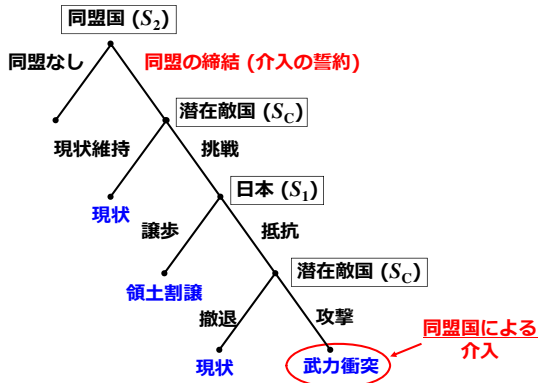 同盟国 (S2)
同盟なし
同盟の締結 (介入の誓約)
潜在敵国 (SC)
現状維持
挑戦
現状
日本 (S1)
譲歩
抵抗
領土割譲
潜在敵国 (SC)
撤退
攻撃
現状
武力衝突
同盟国による
介入